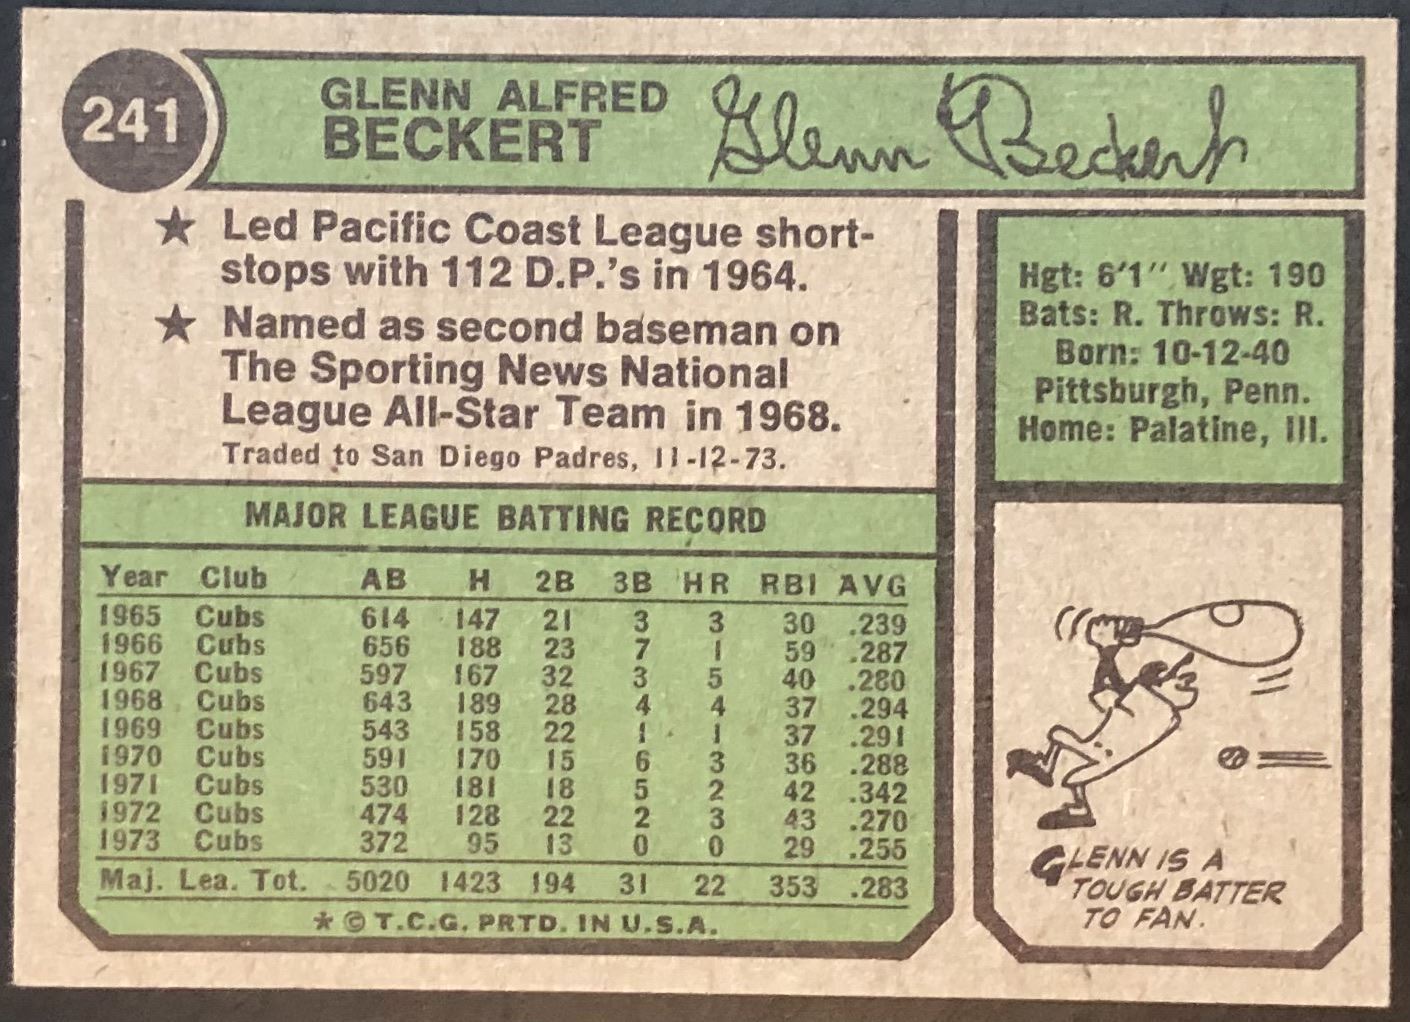 241
GLENN ALFRED
BECKERT
Glenn Beckert
★ Led Pacific Coast League short-
stops with 112 D.P.'s in 1964.
★ Named as second baseman on
The Sporting News National
League All-Star Team in 1968.
Traded to San Diego Padres, 11-12-73.
Hgt: 6'1" Wgt: 190
Bats: R. Throws: R.
Born: 10-12-40
Pittsburgh, Penn.
Home: Palatine, Ill.
MAJOR LEAGUE BATTING RECORD
Year Club AB H 2B 3B HR RBI AVG
1965 Cubs 614 147 21 3 3 30 .239
1966 Cubs 656 188 23 7 1 59 .287
1967 Cubs 597 167 32 3 5 40 .280
1968 Cubs 643 189 28 4 4 37 .294
1969 Cubs 543 158 22 1 1 37 .291
1970 Cubs 591 170 15 6 3 36 .288
1971 Cubs 530 181 18 5 2 42 .342
1972 Cubs 474 128 22 2 3 43 .270
1973 Cubs 372 95 13 0 0 29 .255
Maj. Lea. Tot. 5020 1423 194 31 22 353 .283
* © T.C.G. PRTD. IN U.S.A.
GLENN IS A
TOUGH BATTER
TO FAN.